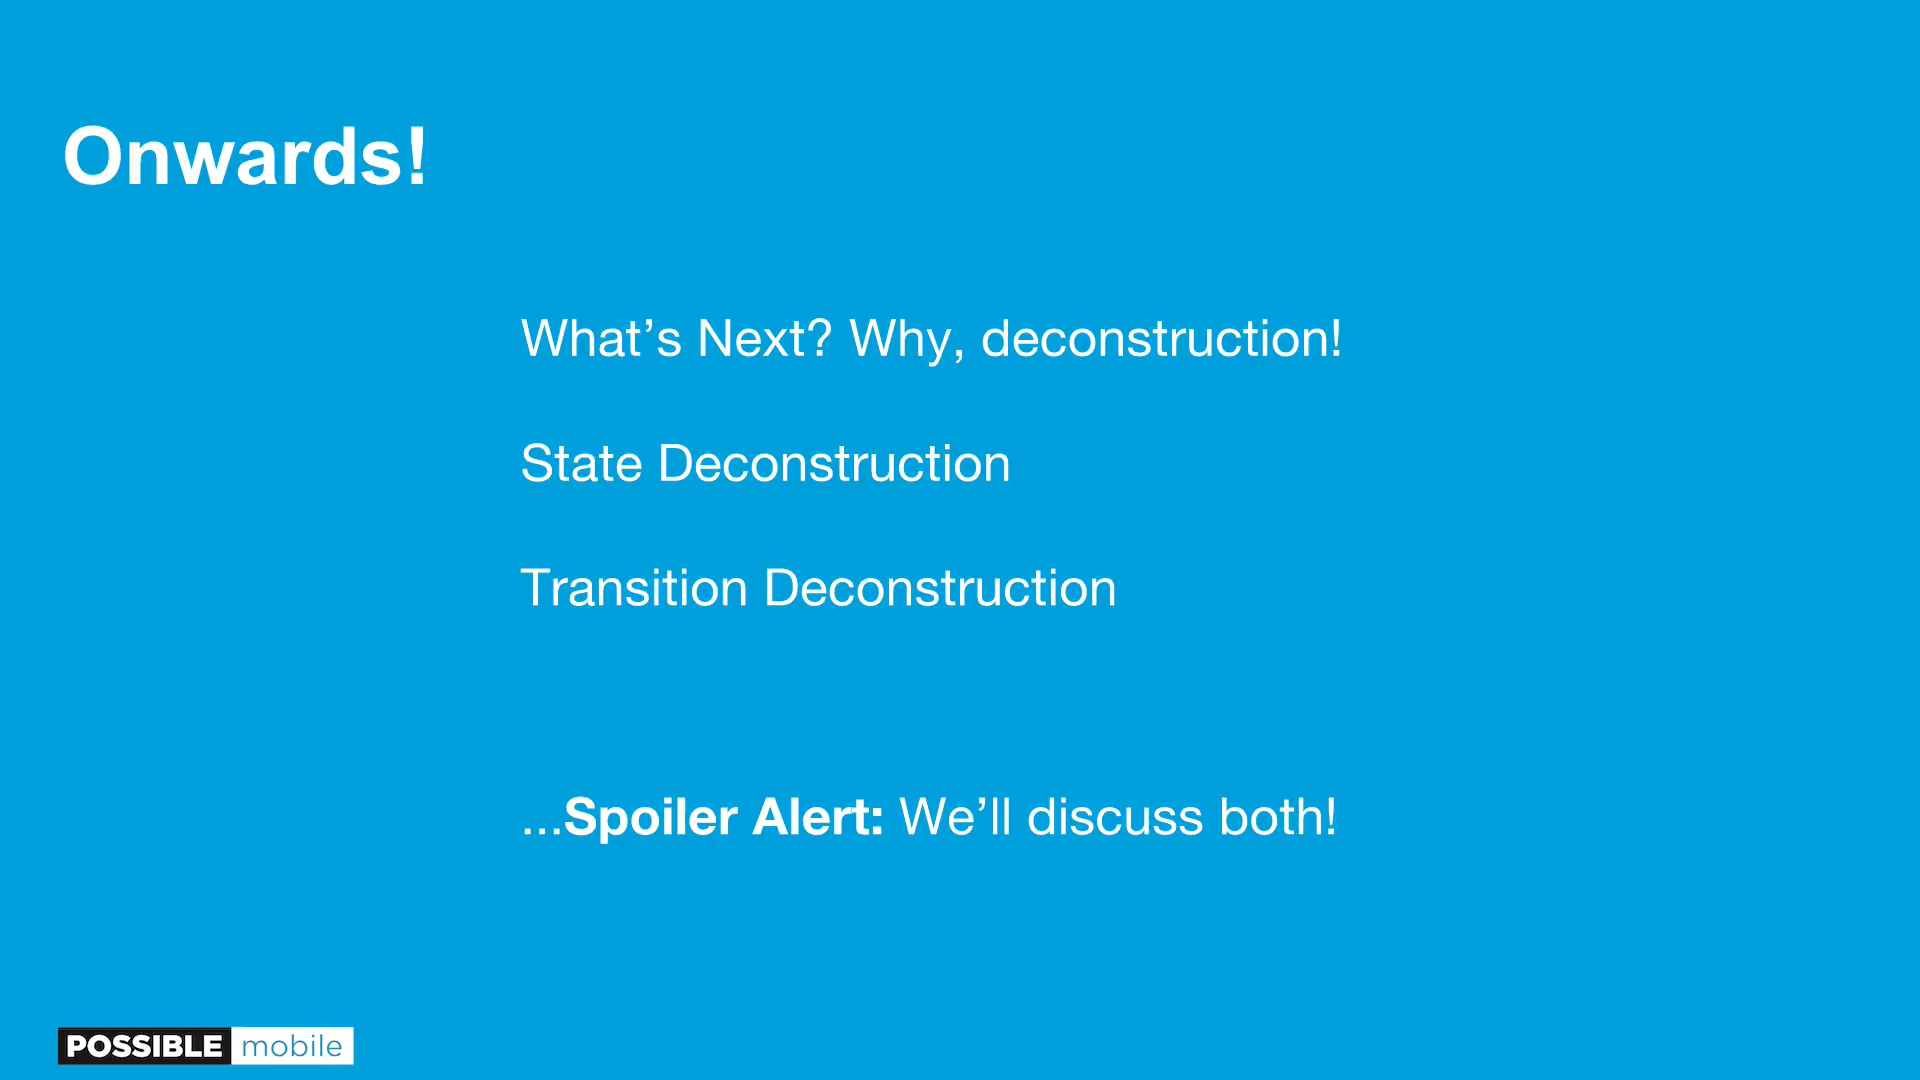 Onwards!
What’s Next? Why, deconstruction!
State Deconstruction
Transition Deconstruction
...Spoiler Alert: We’ll discuss both!
POSSIBLE mobile